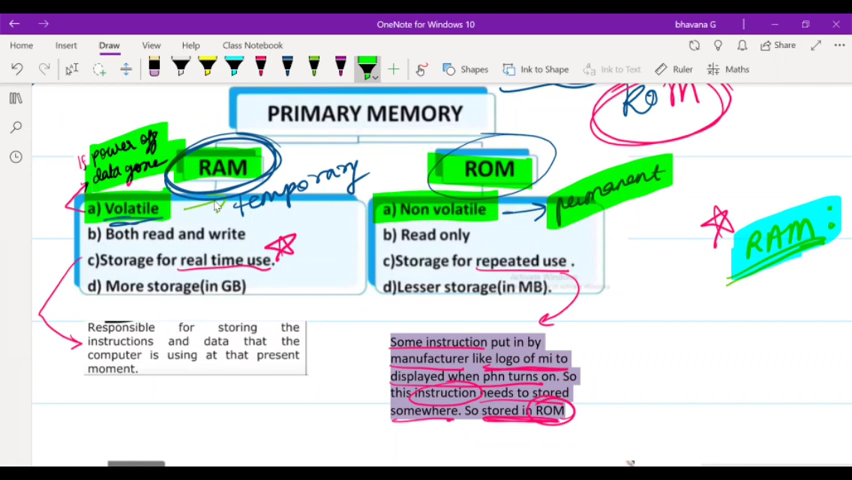 OneNote for Windows 10
bhavana G
Home Insert Draw View Help Class Notebook
Share
Shapes
Ink to Shape
Ink to Text
Ruler
Maths
PRIMARY MEMORY
ROM
is power off
data gone
RAM
ROM
temporary
permanent
a) Volatile
b) Both read and write
c)Storage for real time use.
d) More storage(in GB)
a) Non volatile
b) Read only
c)Storage for repeated use .
d)Lesser storage(in MB).
Activate Windows
RAM:
Responsible for storing the
instructions and data that the
computer is using at that present
moment.
Some instruction put in by
manufacturer like logo of mi to
displayed when phn turns on. So
this instruction needs to stored
somewhere. So stored in ROM